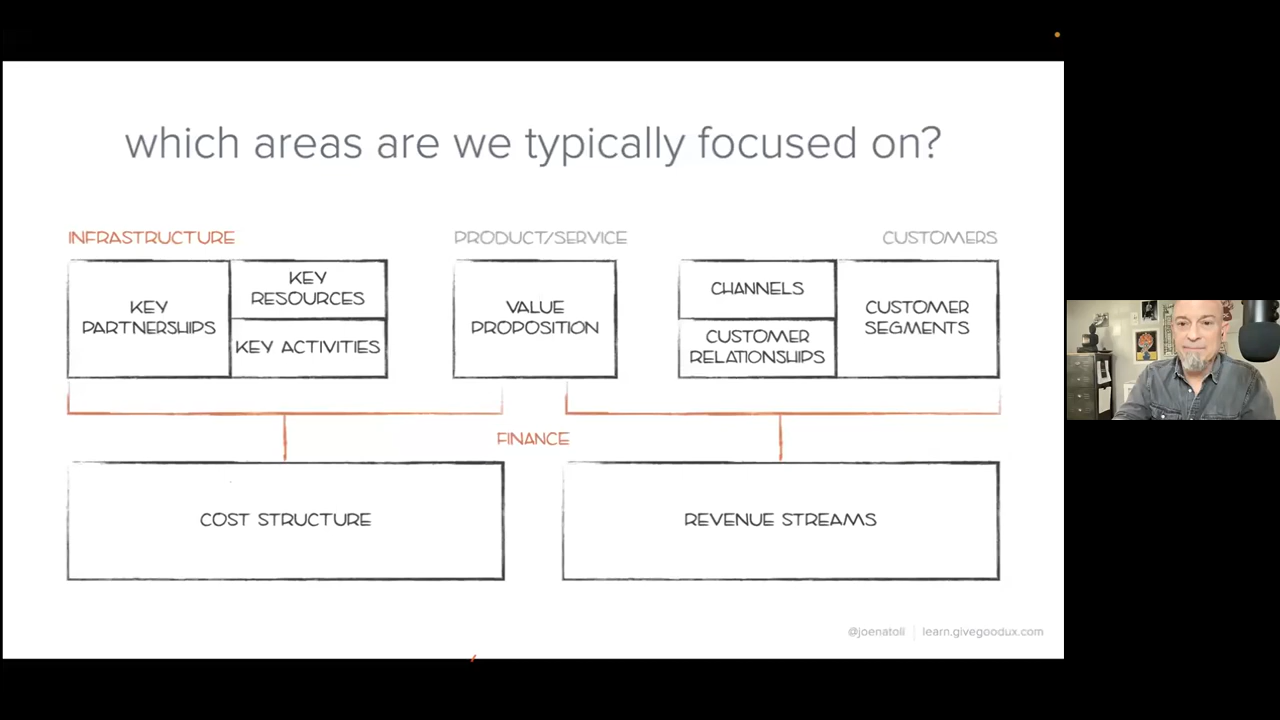 which areas are we typically focused on?
INFRASTRUCTURE
PRODUCT/SERVICE
CUSTOMERS
KEY
PARTNERSHIPS
KEY
RESOURCES
KEY ACTIVITIES
VALUE
PROPOSITION
CHANNELS
CUSTOMER
RELATIONSHIPS
CUSTOMER
SEGMENTS
FINANCE
COST STRUCTURE
REVENUE STREAMS
@joenatoli
learn.givegoodux.com